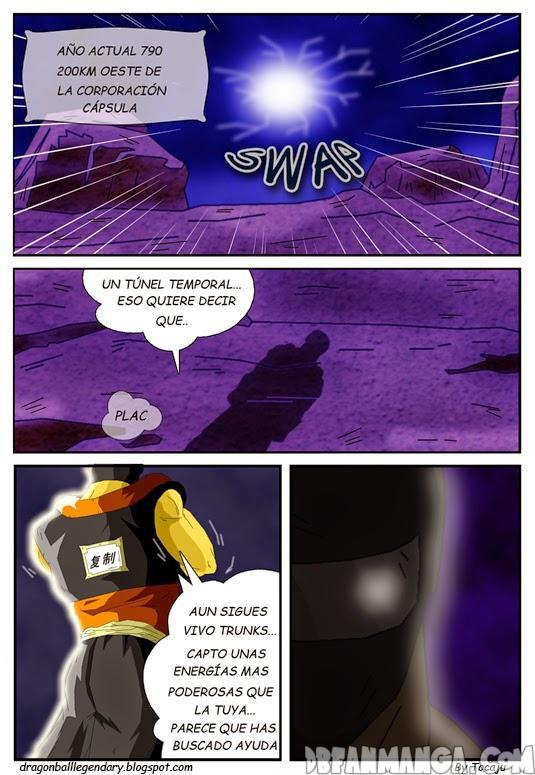 AÑO ACTUAL 790
200KM OESTE DE
LA CORPORACIÓN
CÁPSULA
SWAP
UN TÚNEL TEMPORAL...
ESO QUIERE DECIR
QUE..
PLAC
复制
AUN SIGUES
VIVO TRUNKS...
CAPTO UNAS
ENERGÍAS MAS
PODEROSAS QUE
LA TUYA...
PARECE QUE HAS
BUSCADO AYUDA
DBFANMANGA.COM
dragonballlegendary.blogspot.com
By Tocaju